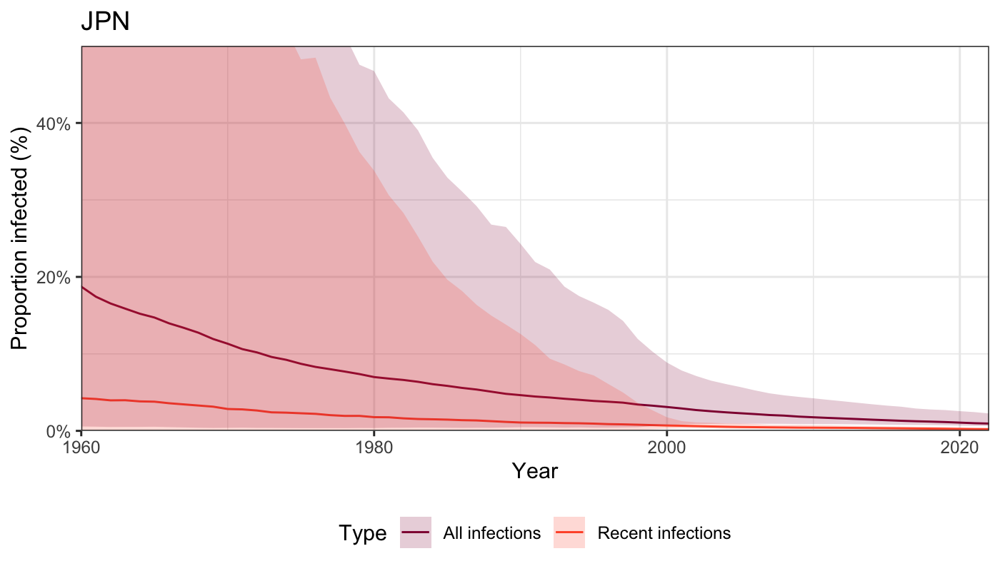 JPN
Proportion infected (%)
40%
20%
0%
1960 1980 2000 2020
Year
Type All infections Recent infections